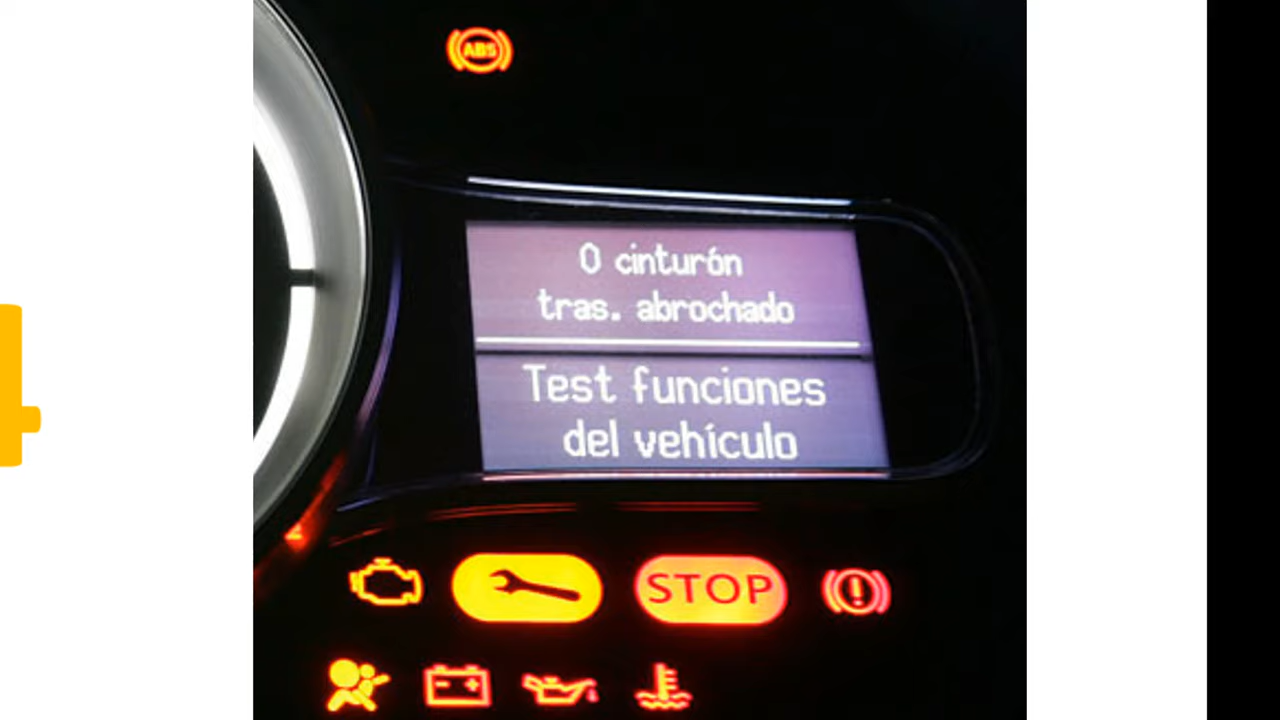 ABS
0 cinturón
tras. abrochado
Test funciones
del vehículo
STOP